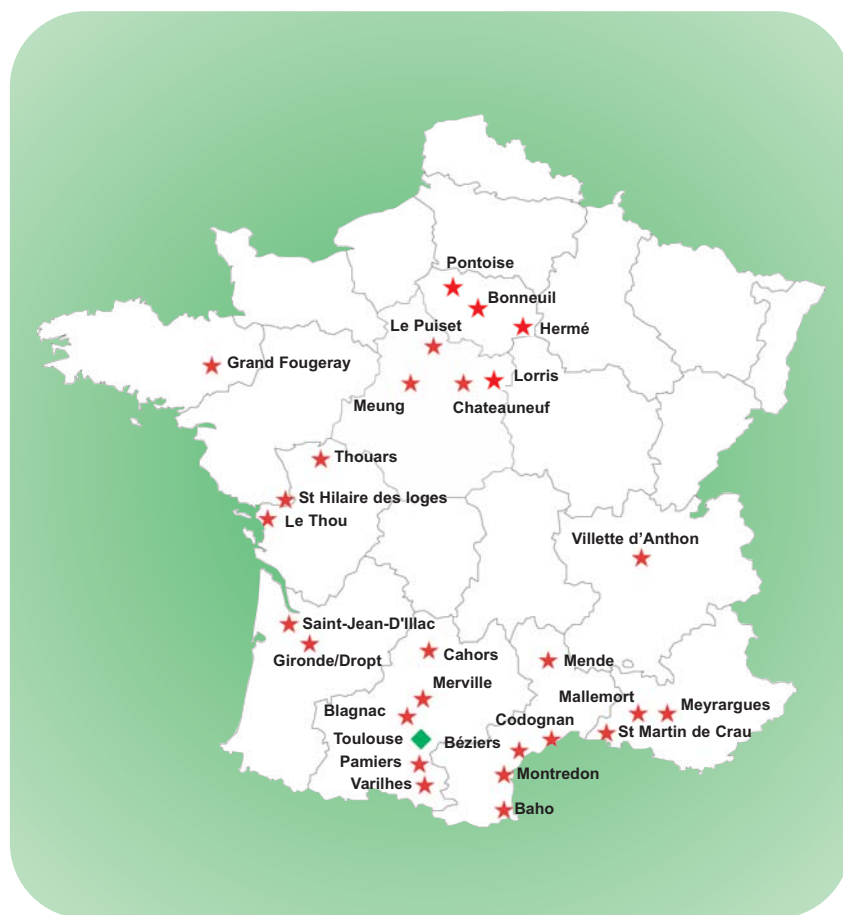 Pontoise
Bonneuil
Le Puiset
Hermé
Grand Fougeray
Lorris
Meung
Chateauneuf
Thouars
St Hilaire des loges
Le Thou
Villette d'Anthon
Saint-Jean-D'Illac
Gironde/Dropt
Cahors
Mende
Merville
Mallemort
Meyrargues
Blagnac
Codognan
St Martin de Crau
Toulouse
Béziers
Pamiers
Montredon
Varilhes
Baho